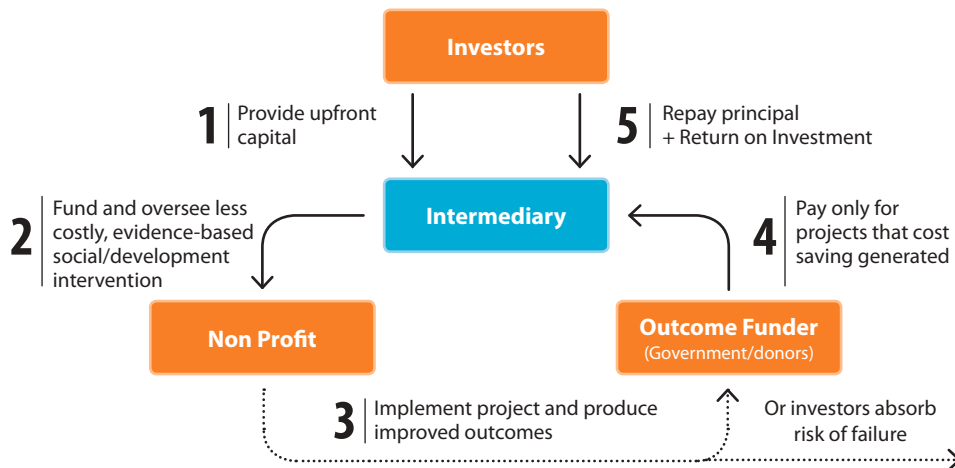 Investors
1
Provide upfront
capital
5
Repay principal
+ Return on Investment
Intermediary
2
Fund and oversee less
costly, evidence-based
social/development
intervention
4
Pay only for
projects that cost
saving generated
Non Profit
Outcome Funder
(Government/donors)
3
Implement project and produce
improved outcomes
Or investors absorb
risk of failure